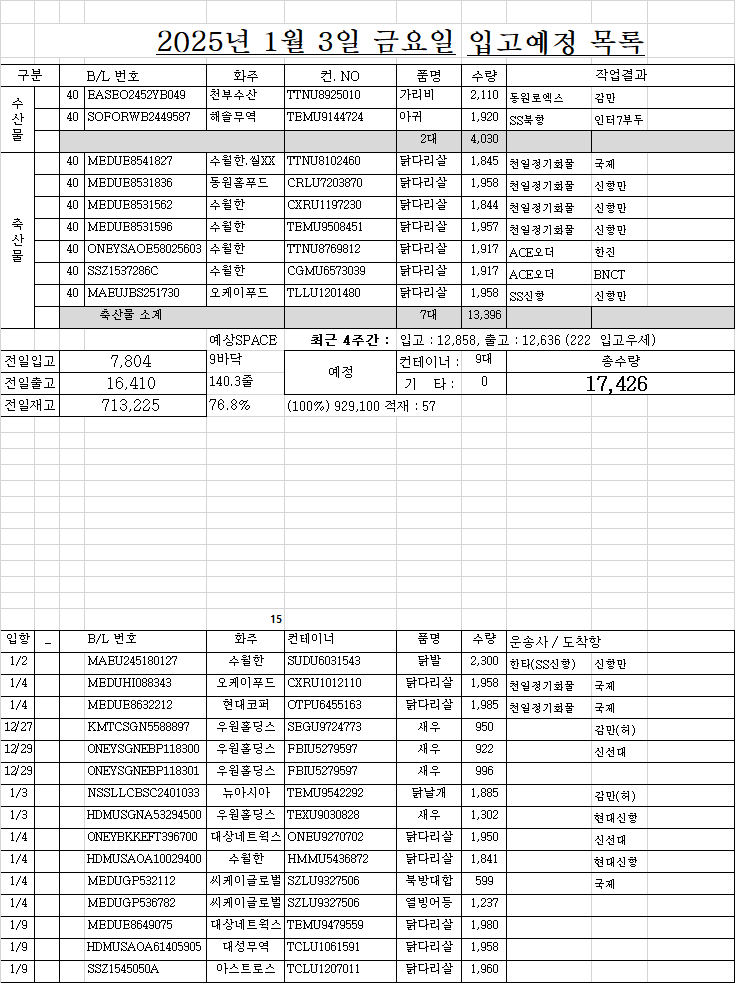 2025년 1월 3일 금요일 입고예정 목록
구분 B/L 번호 화주 컨. NO 품명 수량 작업결과
수산물
40 EASBO2452YB049 천부수산 TTNU8925010 가리비 2,110 동원로엑스 감만
40 SOFORWB2449587 해솔무역 TEMU9144724 아귀 1,920 SS북항 인터7부두
2대 4,030
축산물
40 MEDUE8541827 수월한.씰XX TTNU8102460 닭다리살 1,845 천일정기화물 국제
40 MEDUE8531836 동원홈푸드 CRLU7203870 닭다리살 1,958 천일정기화물 신항만
40 MEDUE8531562 수월한 CXRU1197230 닭다리살 1,844 천일정기화물 신항만
40 MEDUE8531596 수월한 TEMU9508451 닭다리살 1,957 천일정기화물 신항만
40 ONEYSAOE58025603 수월한 TTNU8769812 닭다리살 1,917 ACE오더 한진
40 SSZ1537286C 수월한 CGMU6573039 닭다리살 1,917 ACE오더 BNCT
40 MAEUJBS251730 오케이푸드 TLLU1201480 닭다리살 1,958 SS신항 신항만
축산물 소계 7대 13,396
예상SPACE 최근 4주간 : 입고 : 12,858, 출고 : 12,636 (222 입고우세)
전일입고 7,804 9바닥 예정 컨테이너 : 9대 총수량
전일출고 16,410 140.3줄 기 타 : 0 17,426
전일재고 713,225 76.8% (100%) 929,100 적재 : 57
15
입항 _ B/L 번호 화주 컨테이너 품명 수량 운송사 / 도착항
1/2 MAEU245180127 수월한 SUDU6031543 닭발 2,300 한타(SS신항) 신항만
1/4 MEDUHI088343 오케이푸드 CXRU1012110 닭다리살 1,958 천일정기화물 국제
1/4 MEDUE8632212 현대코퍼 OTPU6455163 닭다리살 1,985 천일정기화물 국제
12/27 KMTCSGN5588897 우원홀딩스 SEGU9724773 새우 950 감만(허)
12/29 ONEYSGNEBP118300 우원홀딩스 FBIU5279597 새우 922 신선대
12/29 ONEYSGNEBP118301 우원홀딩스 FBIU5279597 새우 996
1/3 NSSLLCBSC2401033 뉴아시아 TEMU9542292 닭날개 1,885 감만(허)
1/3 HDMUSGNA53294500 우원홀딩스 TEXU9030828 새우 1,302 현대신항
1/4 ONEYBKKEFT396700 대상네트웍스 ONEU9270702 닭다리살 1,950 신선대
1/4 HDMUSAOA10029400 수월한 HMMU5436872 닭다리살 1,841 현대신항
1/4 MEDUGP532112 씨케이글로벌 SZLU9327506 북방대합 599 국제
1/4 MEDUGP536782 씨케이글로벌 SZLU9327506 열빙어등 1,237
1/9 MEDUE8649075 대상네트웍스 TEMU9479559 닭다리살 1,980
1/9 HDMUSAOA61405905 대성무역 TCLU1061591 닭다리살 1,958
1/9 SSZ1545050A 아스트로스 TCLU1207011 닭다리살 1,960